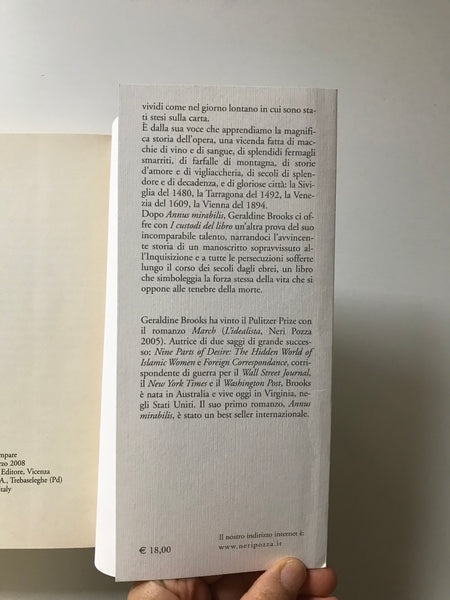 vividi come nel giorno lontano in cui sono sta-
ti stesi sulla carta.
È dalla sua voce che apprendiamo la magnifi-
ca storia dell'opera, una vicenda fatta di mac-
chie di vino e di sangue, di splendidi fermagli
smarriti, di farfalle di montagna, di storie
d'amore e di vigliaccheria, di secoli di splen-
dore e di decadenza, e di gloriose città: la Sivi-
glia del 1480, la Tarragona del 1492, la Vene-
zia del 1609, la Vienna del 1894.
Dopo Annus mirabilis, Geraldine Brooks ci of-
fre con I custodi del libro un'altra prova del suo
incomparabile talento, narrandoci l'avvincen-
te storia di un manoscritto sopravvissuto al-
l'Inquisizione e a tutte le persecuzioni sofferte
lungo il corso dei secoli dagli ebrei, un libro
che simboleggia la forza stessa della vita che si
oppone alle tenebre della morte.
Geraldine Brooks ha vinto il Pulitzer Prize con
il romanzo March (L'idealista, Neri Pozza
2005). Autrice di due saggi di grande succes-
so: Nine Parts of Desire: The Hidden World of
Islamic Women e Foreign Correspondance, corri-
spondente di guerra per il Wall Street Journal,
il New York Times e il Washington Post, Brooks
è nata in Australia e vive oggi in Virginia, ne-
gli Stati Uniti. Il suo primo romanzo, Annus
mirabilis, è stato un best seller internazionale.
mpare
rzo 2008
Editore, Vicenza
A., Trebaseleghe (Pd)
Italy
Il nostro indirizzo internet è:
www.neripozza.it
€ 18,00